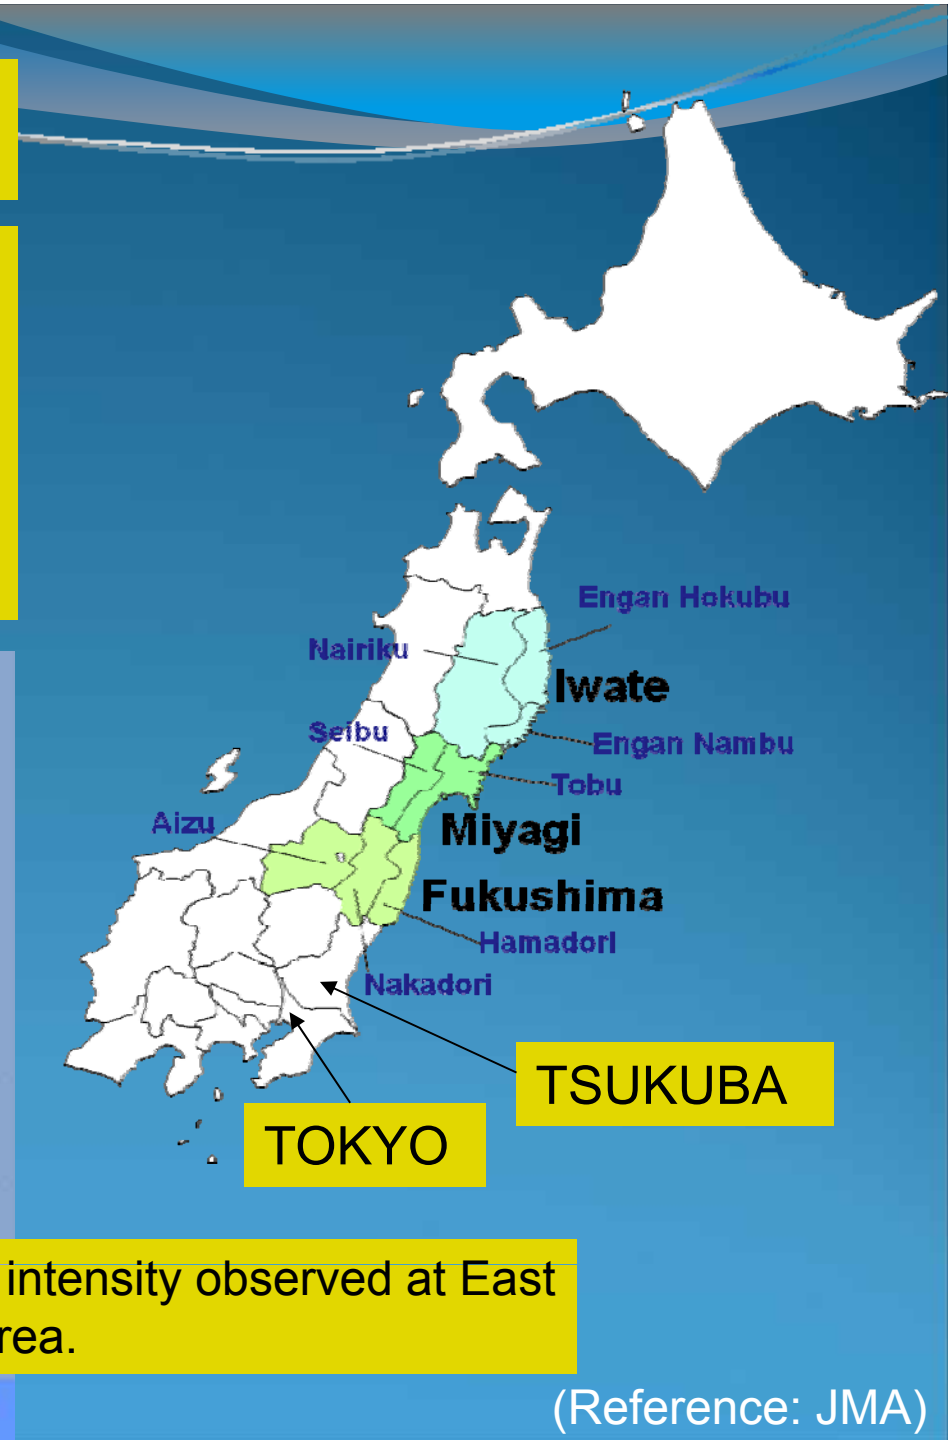 Engan Hokubu
Nairiku
Iwate
Seibu
Engan Nambu
Tobu
Aizu
Miyagi
Fukushima
Hamadori
Nakadori
TSUKUBA
TOKYO
intensity observed at East
rea.
(Reference: JMA)